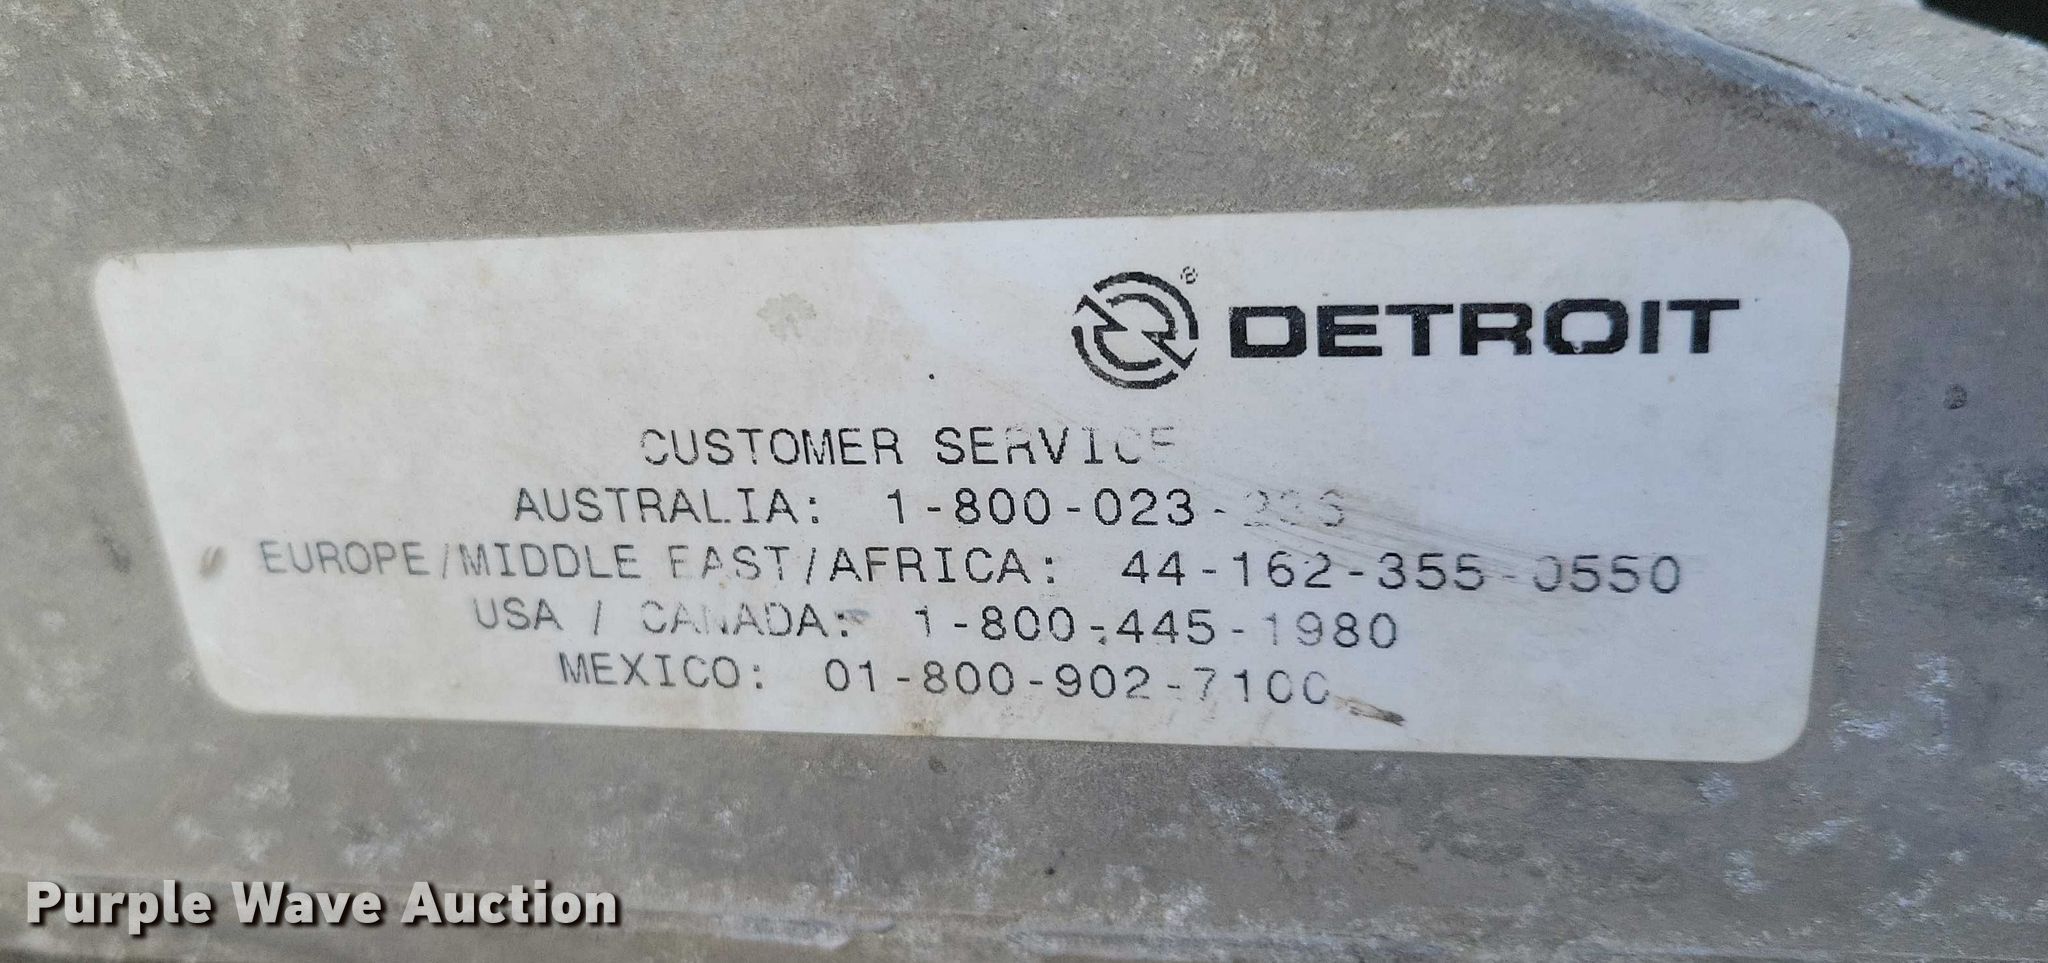 ® DETROIT
CUSTOMER SERVICE
AUSTRALIA: 1-800-023-
EUROPE/MIDDLE EAST/AFRICA: 44-162-355-0550
USA / CANADA: 1-800-445-1980
MEXICO: 01-800-902-7100
Purple Wave Auction